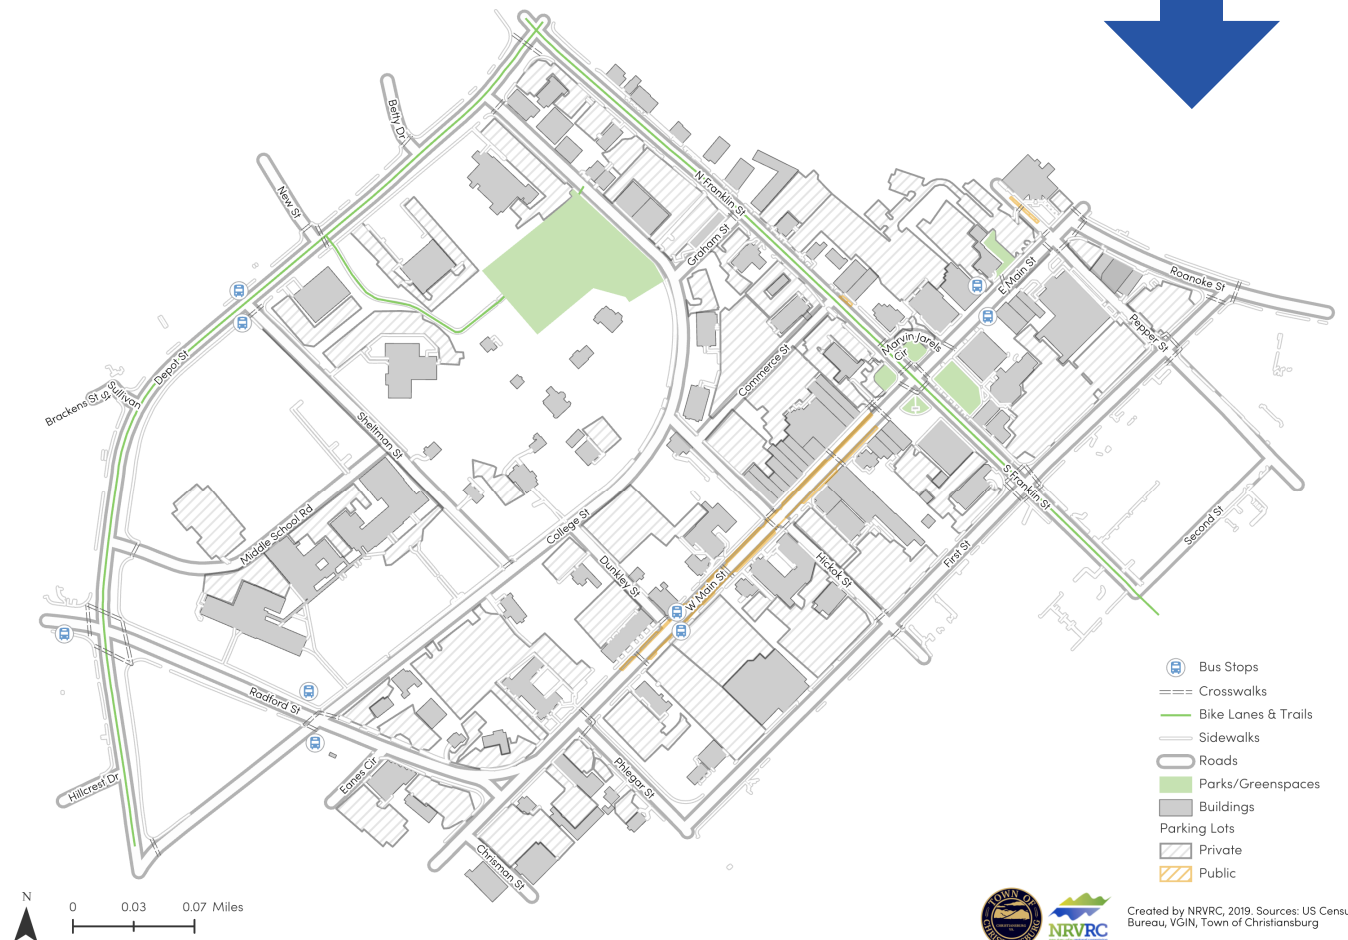 Betty Dr
New St
N Franklin St
Graham St
E Main St
Roanoke St
Pepper St
Marvin Jarels
Cir
Commerce St
Depot St
Sullivan
St
Brackens St
Sheltman St
S Franklin St
Second St
Middle School Rd
College St
Dunkley St
W Main St
Hickok St
First St
Radford St
Eanes Cir
Hillcrest Dr
Phlegar St
Chrisman St
Bus Stops
Crosswalks
Bike Lanes & Trails
Sidewalks
Roads
Parks/Greenspaces
Buildings
Parking Lots
Private
Public
N
0 0.03 0.07 Miles
TOWN OF
NRVRC
Created by NRVRC, 2019. Sources: US Censu
Bureau, VGIN, Town of Christiansburg